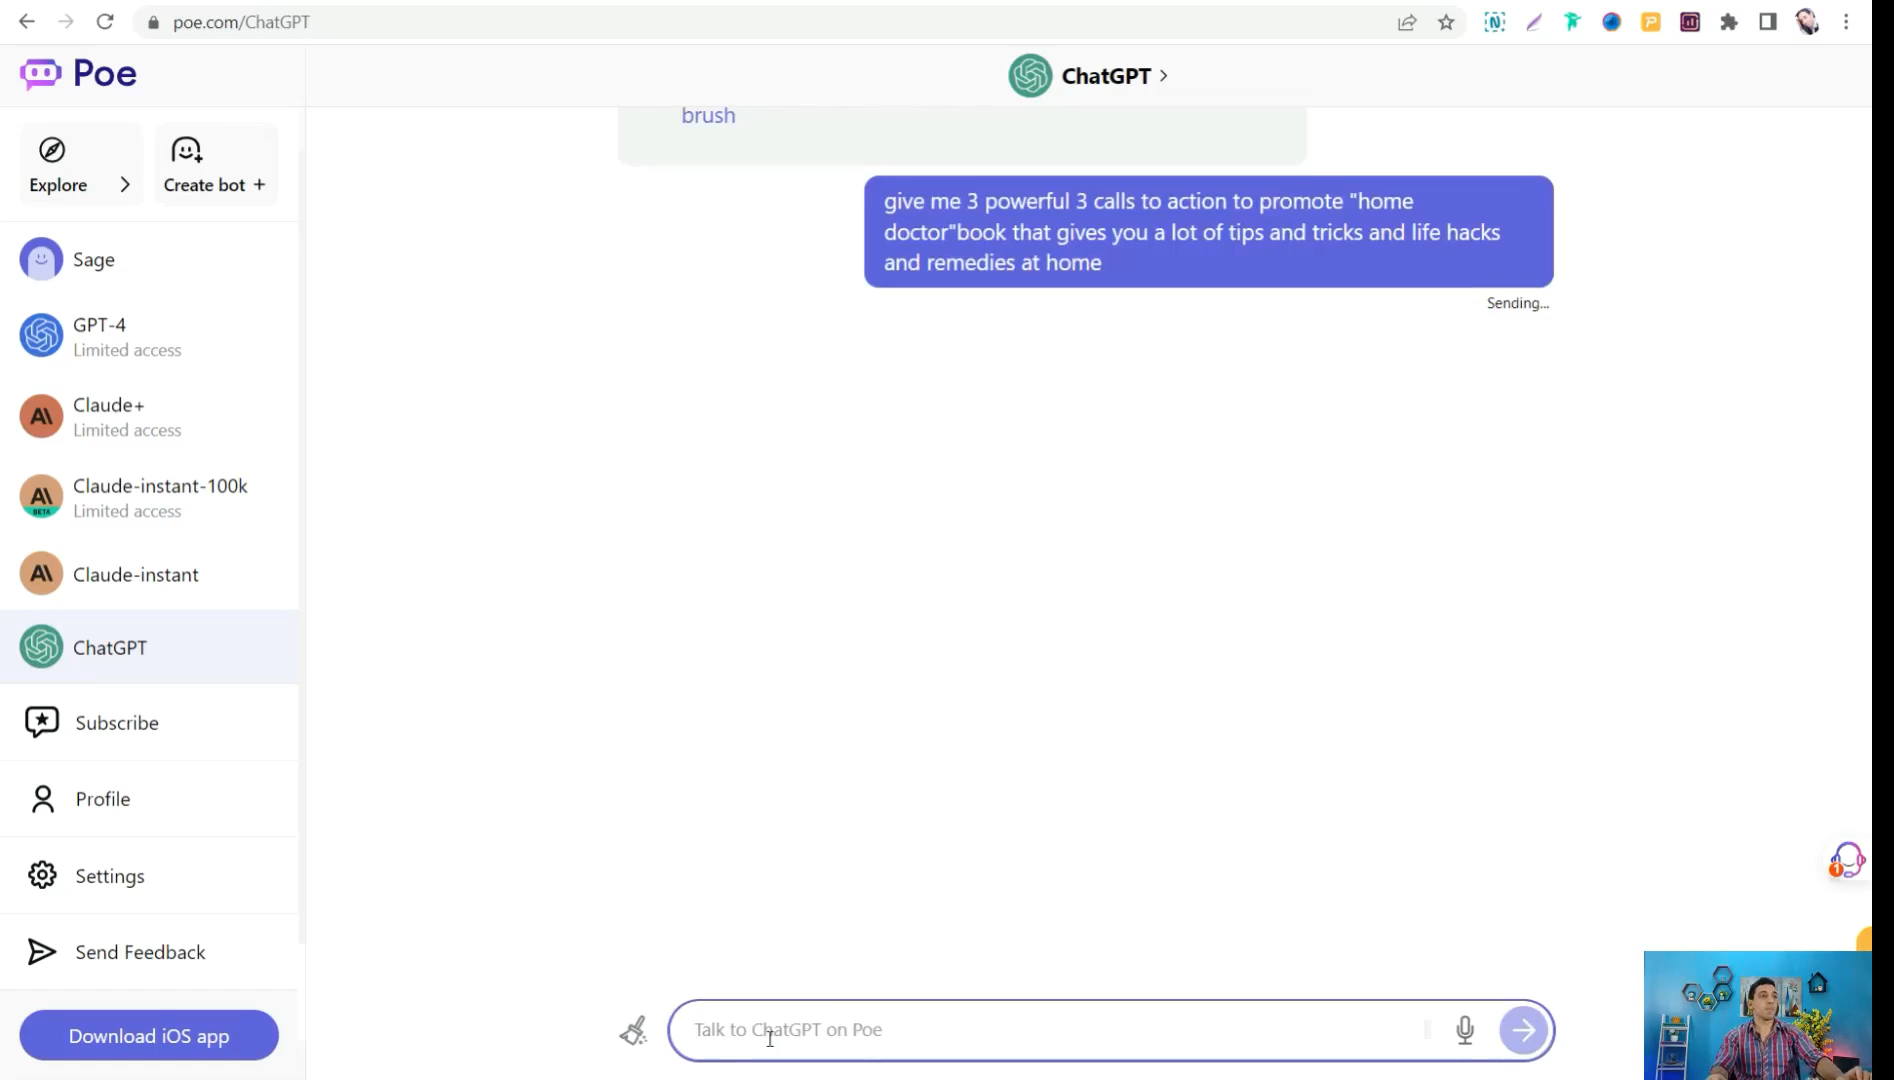 poe.com/ChatGPT
Poe
ChatGPT
Explore
Create bot +
Sage
GPT-4
Limited access
Claude+
Limited access
Claude-instant-100k
Limited access
BETA
Claude-instant
ChatGPT
Subscribe
Profile
Settings
Send Feedback
Download iOS app
brush
give me 3 powerful 3 calls to action to promote "home
doctor"book that gives you a lot of tips and tricks and life hacks
and remedies at home
Sending...
1
Talk to ChatGPT on Poe